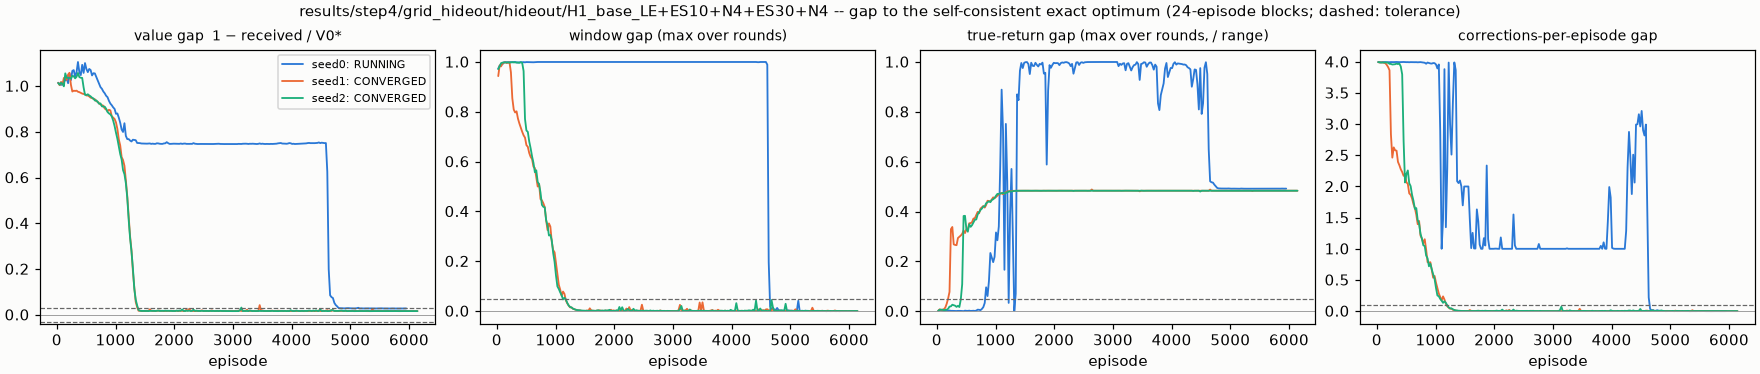 results/step4/grid_hideout/hideout/H1_base_LE+ES10+N4+ES30+N4 -- gap to the self-consistent exact optimum (24-episode blocks; dashed: tolerance)
value gap 1 − received / V0*
1.0
0.8
0.6
0.4
0.2
0.0
seed0: RUNNING
seed1: CONVERGED
seed2: CONVERGED
0 1000 2000 3000 4000 5000 6000
episode
window gap (max over rounds)
1.0
0.8
0.6
0.4
0.2
0.0
0 1000 2000 3000 4000 5000 6000
episode
true-return gap (max over rounds, / range)
1.0
0.8
0.6
0.4
0.2
0.0
0 1000 2000 3000 4000 5000 6000
episode
corrections-per-episode gap
4.0
3.5
3.0
2.5
2.0
1.5
1.0
0.5
0.0
0 1000 2000 3000 4000 5000 6000
episode